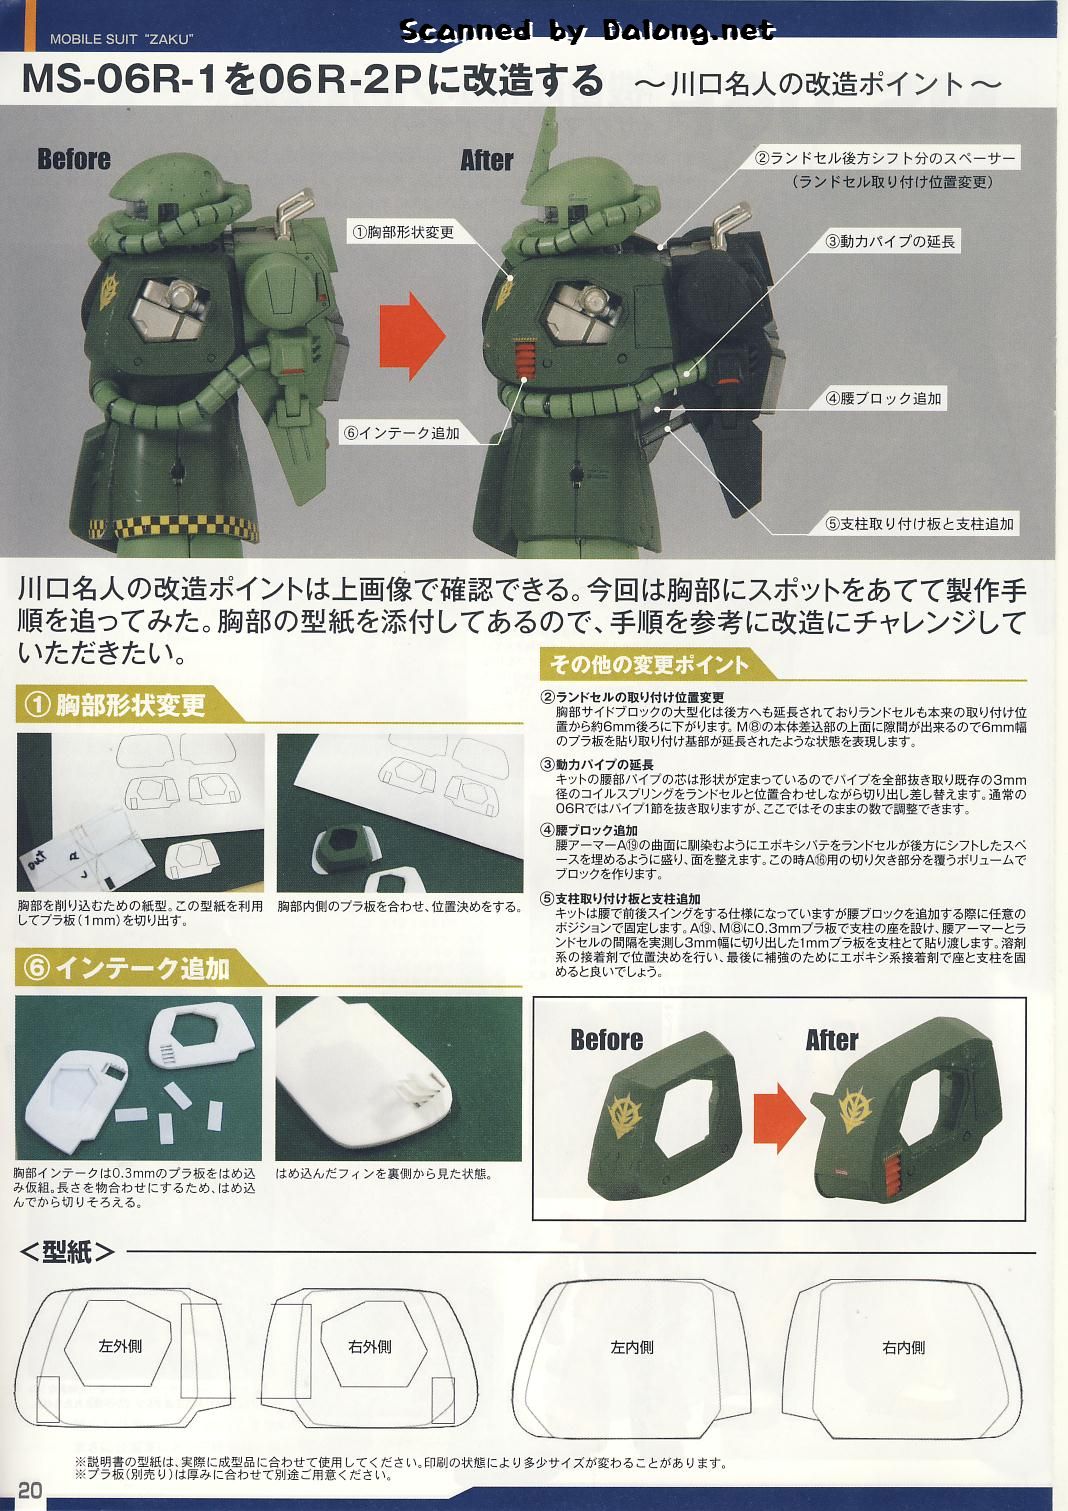 MOBILE SUIT "ZAKU"
Scanned by Dalong.net
MS-06R-1を06R-2Pに改造する ～川口名人の改造ポイント～
Before
After
②ランドセル後方シフト分のスペーサー
（ランドセル取り付け位置変更）
①胸部形状変更
③動力パイプの延長
④腰ブロック追加
⑥インテーク追加
⑤支柱取り付け板と支柱追加
川口名人の改造ポイントは上画像で確認できる。今回は胸部にスポットをあてて製作手
順を追ってみた。胸部の型紙を添付してあるので、手順を参考に改造にチャレンジして
いただきたい。
①胸部形状変更
胸部を削り込むための紙型。この型紙を利用
してプラ板（1mm）を切り出す。
胸部内側のプラ板を合わせ、位置決めをする。
⑥インテーク追加
胸部インテークは0.3mmのプラ板をはめ込
み仮組。長さを物合わせにするため、はめ込
んでから切りそろえる。
はめ込んだフィンを裏側から見た状態。
その他の変更ポイント
②ランドセルの取り付け位置変更
胸部サイドブロックの大型化は後方へも延長されておりランドセルも本来の取り付け位
置から約6mm後ろに下がります。M⑧の本体差込部の上面に隙間が出来るので6mm幅
のプラ板を貼り取り付け基部が延長されたような状態を表現します。
③動力パイプの延長
キットの腰部パイプの芯は形状が定まっているのでパイプを全部抜き取り既存の3mm
径のコイルスプリングをランドセルと位置合わせしながら切り出し差し替えます。通常の
06Rではパイプ1節を抜き取りますが、ここではそのままの数で調整できます。
④腰ブロック追加
腰アーマーA⑲の曲面に馴染むようにエポキシパテをランドセルが後方にシフトしたスペ
ースを埋めるように盛り、面を整えます。この時A⑯用の切り欠き部分を覆うボリュームで
ブロックを作ります。
⑤支柱取り付け板と支柱追加
キットは腰で前後スイングをする仕様になっていますが腰ブロックを追加する際に任意の
ポジションで固定します。A⑲、M⑧に0.3mmプラ板で支柱の座を設け、腰アーマーとラ
ンドセルの間隔を実測し3mm幅に切り出した1mmプラ板を支柱とて貼り渡します。溶剤
系の接着剤で位置決めを行い、最後に補強のためにエポキシ系接着剤で座と支柱を固
めると良いでしょう。
Before
After
＜型紙＞
左外側
右外側
左内側
右内側
※説明書の型紙は、実際に成型品に合わせて使用してください。印刷の状態により多少サイズが変わることがあります。
※プラ板（別売り）は厚みに合わせて別途ご用意ください。
20